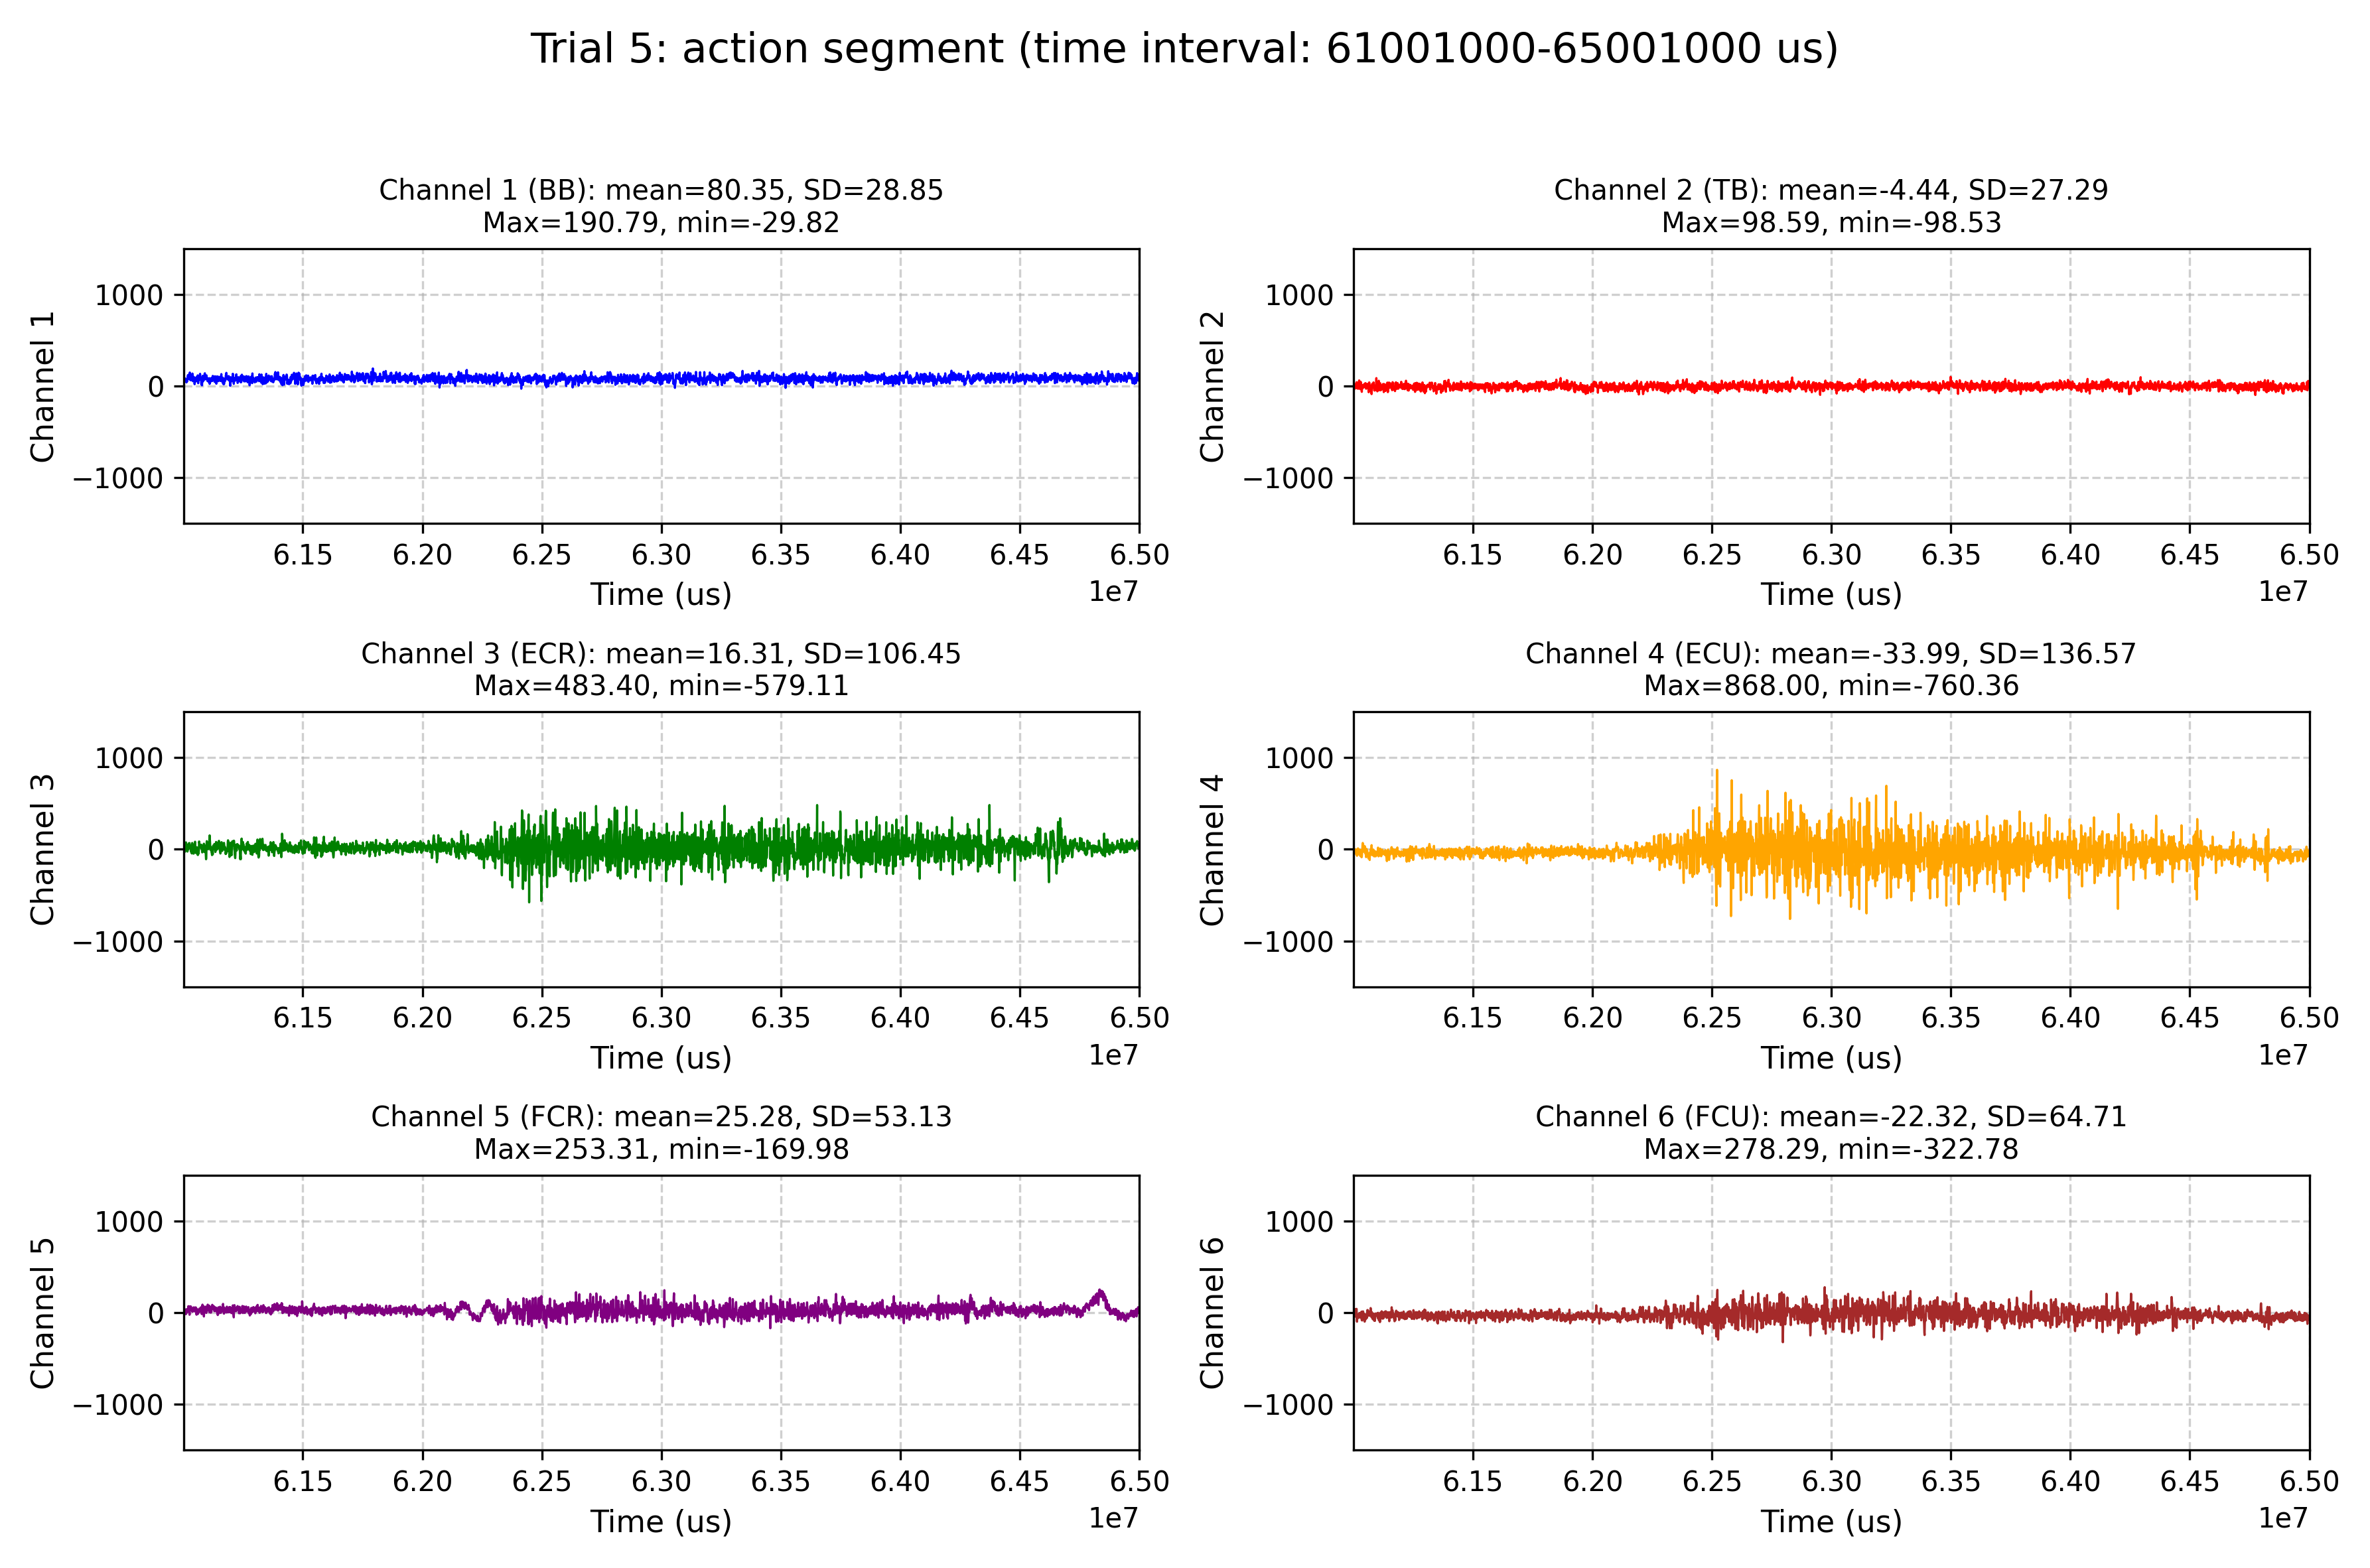 Trial 5: action segment (time interval: 61001000-65001000 us)
Channel 1 (BB): mean=80.35, SD=28.85
Max=190.79, min=-29.82
Channel 1
1000
0
−1000
6.15 6.20 6.25 6.30 6.35 6.40 6.45 6.50
Time (us)
1e7
Channel 2 (TB): mean=-4.44, SD=27.29
Max=98.59, min=-98.53
Channel 2
1000
0
−1000
6.15 6.20 6.25 6.30 6.35 6.40 6.45 6.50
Time (us)
1e7
Channel 3 (ECR): mean=16.31, SD=106.45
Max=483.40, min=-579.11
Channel 3
1000
0
−1000
6.15 6.20 6.25 6.30 6.35 6.40 6.45 6.50
Time (us)
1e7
Channel 4 (ECU): mean=-33.99, SD=136.57
Max=868.00, min=-760.36
Channel 4
1000
0
−1000
6.15 6.20 6.25 6.30 6.35 6.40 6.45 6.50
Time (us)
1e7
Channel 5 (FCR): mean=25.28, SD=53.13
Max=253.31, min=-169.98
Channel 5
1000
0
−1000
6.15 6.20 6.25 6.30 6.35 6.40 6.45 6.50
Time (us)
1e7
Channel 6 (FCU): mean=-22.32, SD=64.71
Max=278.29, min=-322.78
Channel 6
1000
0
−1000
6.15 6.20 6.25 6.30 6.35 6.40 6.45 6.50
Time (us)
1e7